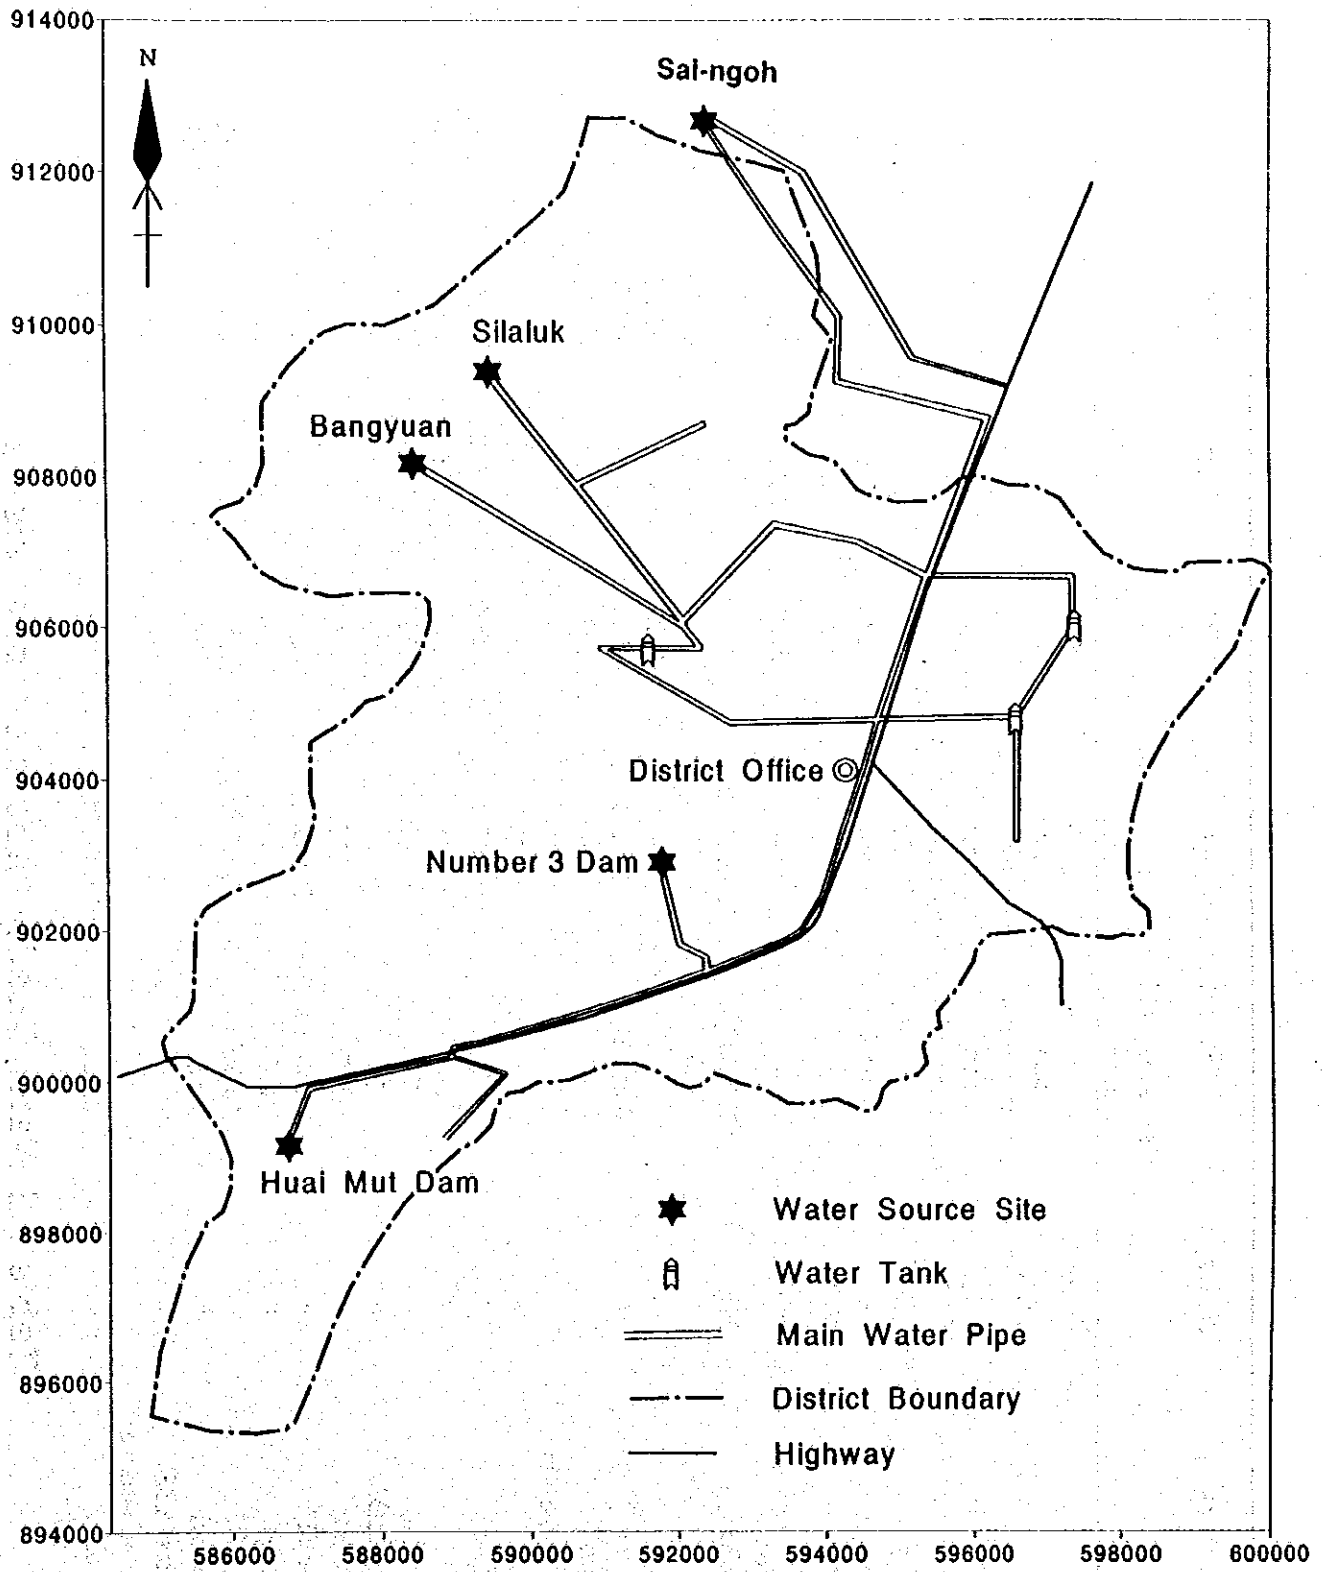 914000
N
Sai-ngoh
912000
910000
Silaluk
Bangyuan
908000
906000
District Office
904000
Number 3 Dam
902000
900000
Huai Mut Dam
Water Source Site
898000
Water Tank
Main Water Pipe
896000
District Boundary
Highway
894000
586000 588000 590000 592000 594000 596000 598000 600000